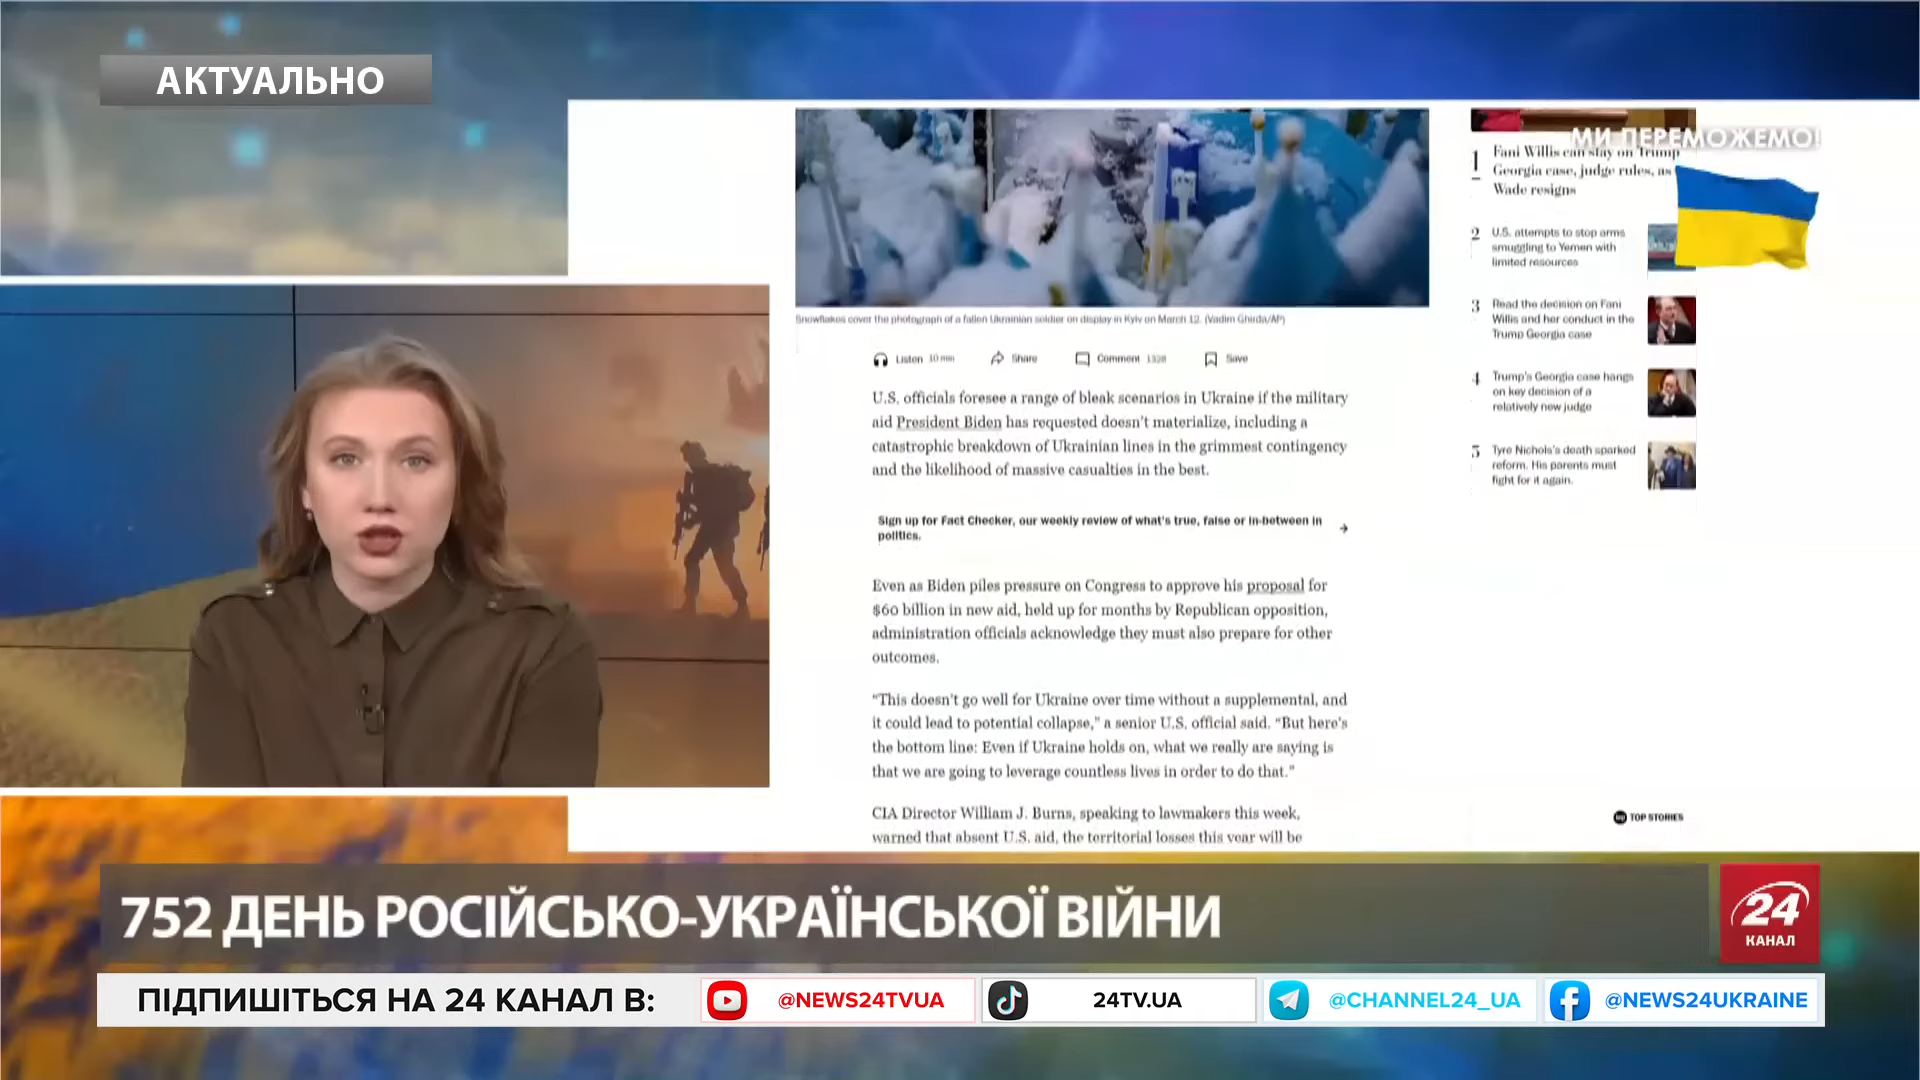 АКТУАЛЬНО
МИ ПЕРЕМОЖЕМО!
Snowflakes cover the photograph of a fallen Ukrainian soldier on display in Kyiv on March 12. (Vadim Ghirda/AP)
Listen 10 min Share Comment 1328 Save
U.S. officials foresee a range of bleak scenarios in Ukraine if the military
aid President Biden has requested doesn't materialize, including a
catastrophic breakdown of Ukrainian lines in the grimmest contingency
and the likelihood of massive casualties in the best.
Sign up for Fact Checker, our weekly review of what's true, false or in-between in
politics.
Even as Biden piles pressure on Congress to approve his proposal for
$60 billion in new aid, held up for months by Republican opposition,
administration officials acknowledge they must also prepare for other
outcomes.
“This doesn't go well for Ukraine over time without a supplemental, and
it could lead to potential collapse,” a senior U.S. official said. “But here's
the bottom line: Even if Ukraine holds on, what we really are saying is
that we are going to leverage countless lives in order to do that.”
CIA Director William J. Burns, speaking to lawmakers this week,
warned that absent U.S. aid, the territorial losses this year will be
1 Fani Willis can stay on Trump
Georgia case, judge rules, as
Wade resigns
2 U.S. attempts to stop arms
smuggling to Yemen with
limited resources
3 Read the decision on Fani
Willis and her conduct in the
Trump Georgia case
4 Trump's Georgia case hangs
on key decision of a
relatively new judge
5 Tyre Nichols's death sparked
reform. His parents must
fight for it again.
wp TOP STORIES
752 ДЕНЬ РОСІЙСЬКО-УКРАЇНСЬКОЇ ВІЙНИ
24
КАНАЛ
ПІДПИШІТЬСЯ НА 24 КАНАЛ В: @NEWS24TVUA 24TV.UA @CHANNEL24_UA @NEWS24UKRAINE